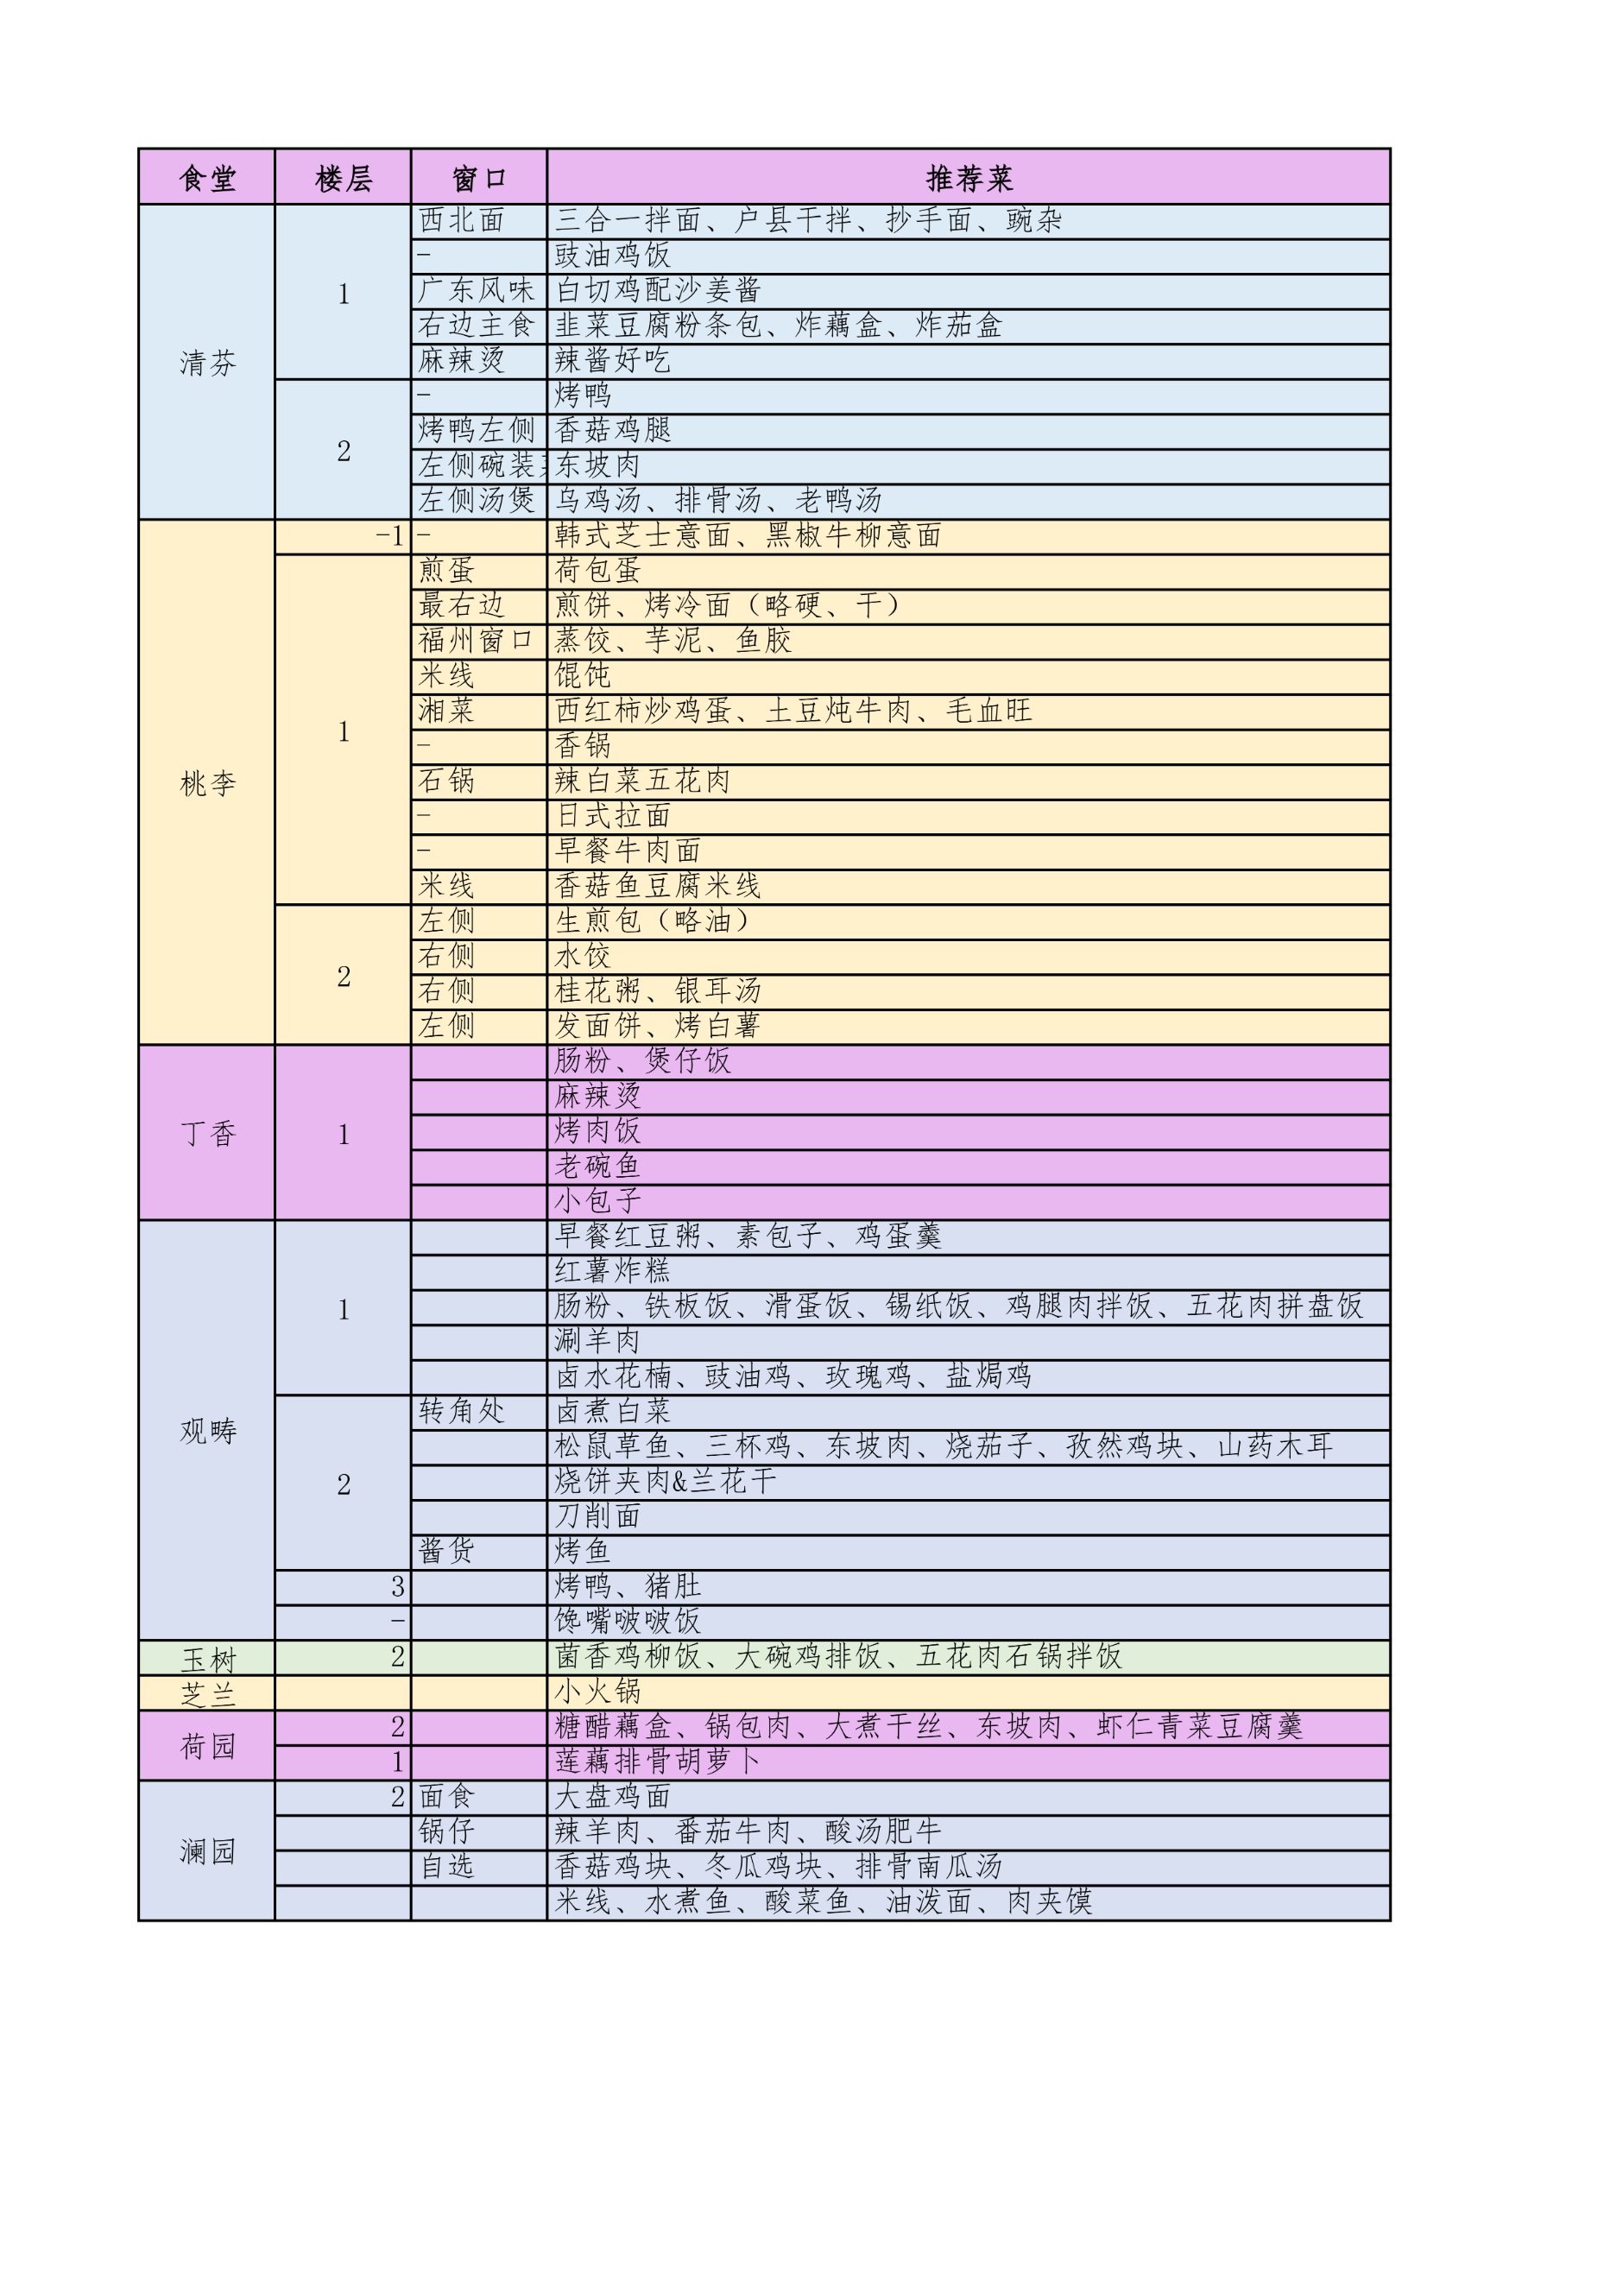 食堂 楼层 窗口 推荐菜
清芬 1 西北面 三合一拌面、户县干拌、抄手面、豌杂
- 豉油鸡饭
广东风味 白切鸡配沙姜酱
右边主食 韭菜豆腐粉条包、炸藕盒、炸茄盒
麻辣烫 辣酱好吃
2 - 烤鸭
烤鸭左侧 香菇鸡腿
左侧碗装 东坡肉
左侧汤煲 乌鸡汤、排骨汤、老鸭汤
桃李 -1 - 韩式芝士意面、黑椒牛柳意面
1 煎蛋 荷包蛋
最右边 煎饼、烤冷面（略硬、干）
福州窗口 蒸饺、芋泥、鱼胶
米线 馄饨
湘菜 西红柿炒鸡蛋、土豆炖牛肉、毛血旺
- 香锅
石锅 辣白菜五花肉
- 日式拉面
- 早餐牛肉面
米线 香菇鱼豆腐米线
2 左侧 生煎包（略油）
右侧 水饺
右侧 桂花粥、银耳汤
左侧 发面饼、烤白薯
丁香 1 肠粉、煲仔饭
麻辣烫
烤肉饭
老碗鱼
小包子
观畴 1 早餐红豆粥、素包子、鸡蛋羹
红薯炸糕
肠粉、铁板饭、滑蛋饭、锡纸饭、鸡腿肉拌饭、五花肉拼盘饭
涮羊肉
卤水花楠、豉油鸡、玫瑰鸡、盐焗鸡
2 转角处 卤煮白菜
松鼠草鱼、三杯鸡、东坡肉、烧茄子、孜然鸡块、山药木耳
烧饼夹肉&兰花干
刀削面
酱货 烤鱼
3 烤鸭、猪肚
- 馋嘴啵啵饭
玉树 2 菌香鸡柳饭、大碗鸡排饭、五花肉石锅拌饭
芝兰 小火锅
荷园 2 糖醋藕盒、锅包肉、大煮干丝、东坡肉、虾仁青菜豆腐羹
1 莲藕排骨胡萝卜
澜园 2 面食 大盘鸡面
锅仔 辣羊肉、番茄牛肉、酸汤肥牛
自选 香菇鸡块、冬瓜鸡块、排骨南瓜汤
米线、水煮鱼、酸菜鱼、油泼面、肉夹馍